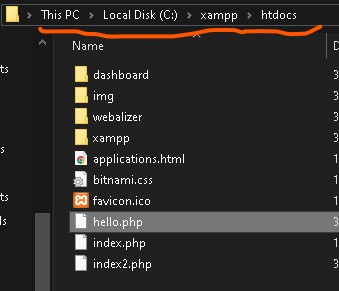 This PC > Local Disk (C:) > xampp > htdocs
Name
dashboard
img
webalizer
xampp
applications.html
bitnami.css
favicon.ico
hello.php
index.php
index2.php